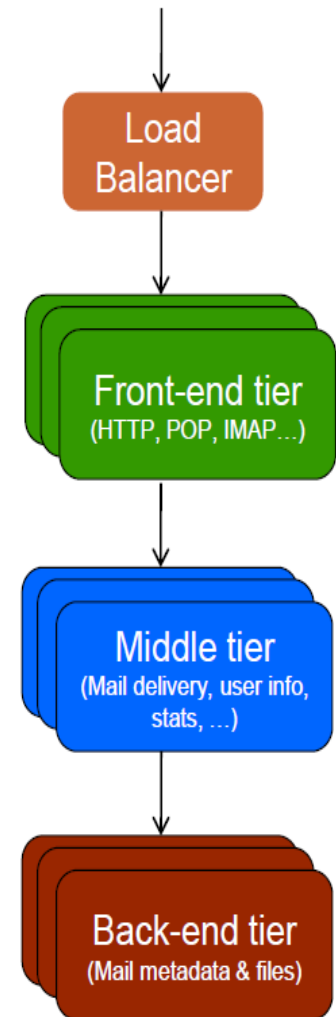 Load
Balancer
Front-end tier
(HTTP, POP, IMAP…)
Middle tier
(Mail delivery, user info,
stats, …)
Back-end tier
(Mail metadata & files)